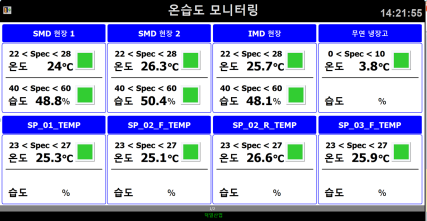 온습도 모니터링
14:21:55
SMD 현장 1
SMD 현장 2
IMD 현장
무연 냉장고
22 < Spec < 28
온도 24℃
22 < Spec < 28
온도 26.3℃
22 < Spec < 28
온도 25.7℃
0 < Spec < 10
온도 3.8℃
40 < Spec < 60
습도 48.8%
40 < Spec < 60
습도 50.4%
40 < Spec < 60
습도 48.1%
습도 %
SP_01_TEMP
SP_02_F_TEMP
SP_02_R_TEMP
SP_03_F_TEMP
23 < Spec < 27
온도 25.3℃
23 < Spec < 27
온도 25.1℃
23 < Spec < 27
온도 26.6℃
23 < Spec < 27
온도 25.9℃
습도 %
습도 %
습도 %
습도 %